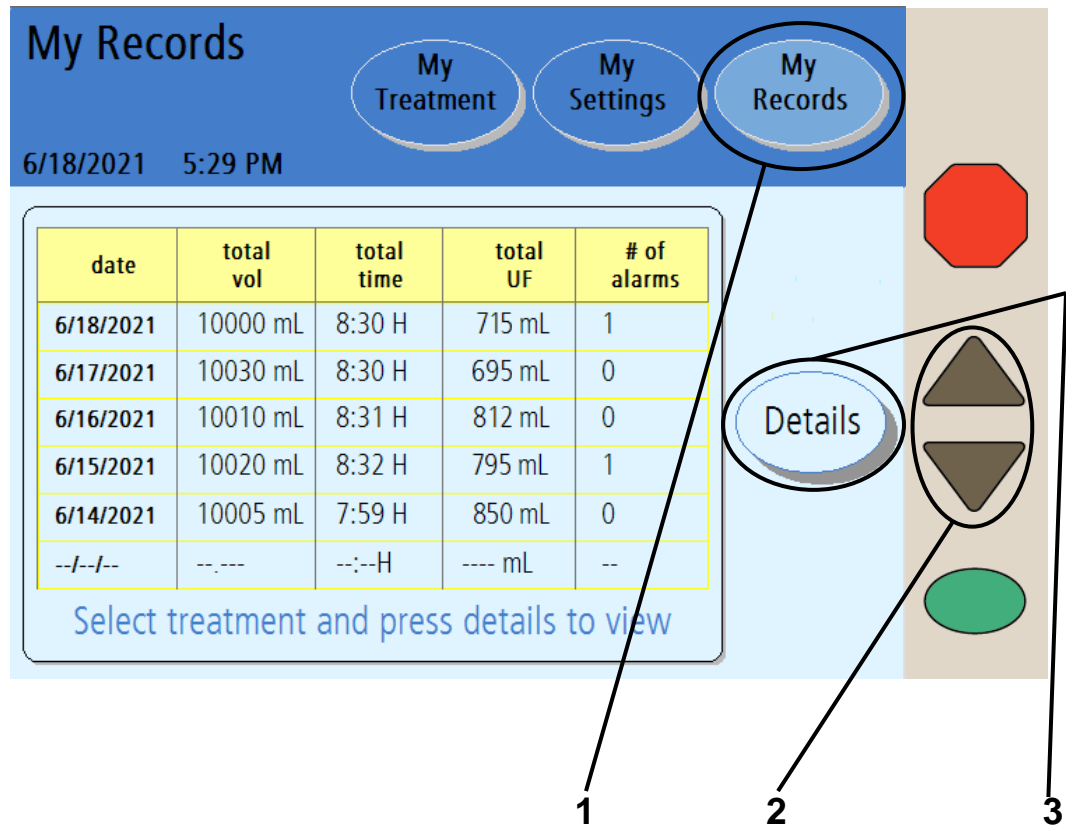 My Records
My
Treatment
My
Settings
My
Records
6/18/2021 5:29 PM
date total vol total time total UF # of alarms
6/18/2021 10000 mL 8:30 H 715 mL 1
6/17/2021 10030 mL 8:30 H 695 mL 0
6/16/2021 10010 mL 8:31 H 812 mL 0
6/15/2021 10020 mL 8:32 H 795 mL 1
6/14/2021 10005 mL 7:59 H 850 mL 0
--/--/-- --.--- --:--H ---- mL --
Details
Select treatment and press details to view
1 2 3